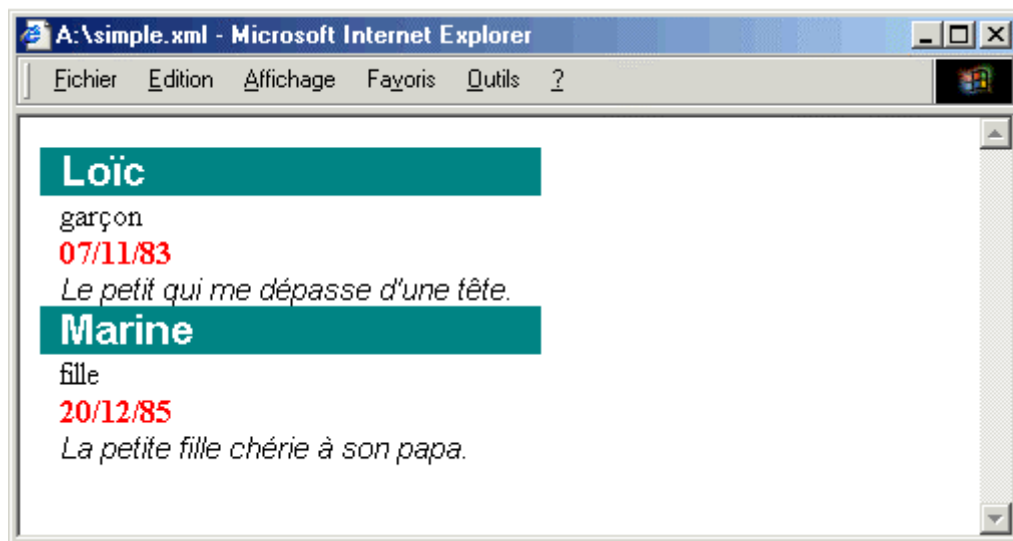 A:\simple.xml - Microsoft Internet Explorer
Fichier Edition Affichage Favoris Outils ?
Loïc
garçon
07/11/83
Le petit qui me dépasse d'une tête.
Marine
fille
20/12/85
La petite fille chérie à son papa.